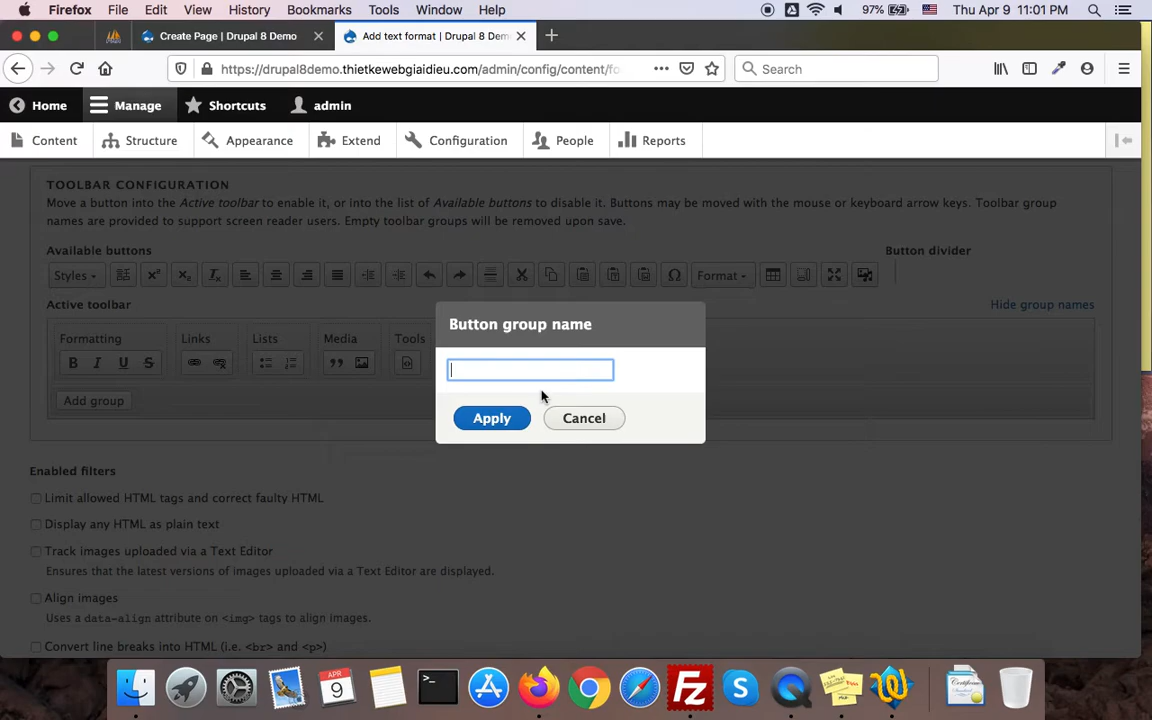 Firefox File Edit View History Bookmarks Tools Window Help 97% Thu Apr 9 11:01 PM
Create Page | Drupal 8 Demo Add text format | Drupal 8 Dem
https://drupal8demo.thietkewebgiaidieu.com/admin/config/content/fo Search
Home Manage Shortcuts admin
Content Structure Appearance Extend Configuration People Reports
TOOLBAR CONFIGURATION
Move a button into the Active toolbar to enable it, or into the list of Available buttons to disable it. Buttons may be moved with the mouse or keyboard arrow keys. Toolbar group
names are provided to support screen reader users. Empty toolbar groups will be removed upon save.
Available buttons Button divider
Styles Format
Active toolbar Hide group names
Button group name
Formatting Links Lists Media Tools
B I U S
Add group
Apply Cancel
Enabled filters
Limit allowed HTML tags and correct faulty HTML
Display any HTML as plain text
Track images uploaded via a Text Editor
Ensures that the latest versions of images uploaded via a Text Editor are displayed.
Align images
Uses a data-align attribute on <img> tags to align images.
Convert line breaks into HTML (i.e. <br> and <p>)
APR
9